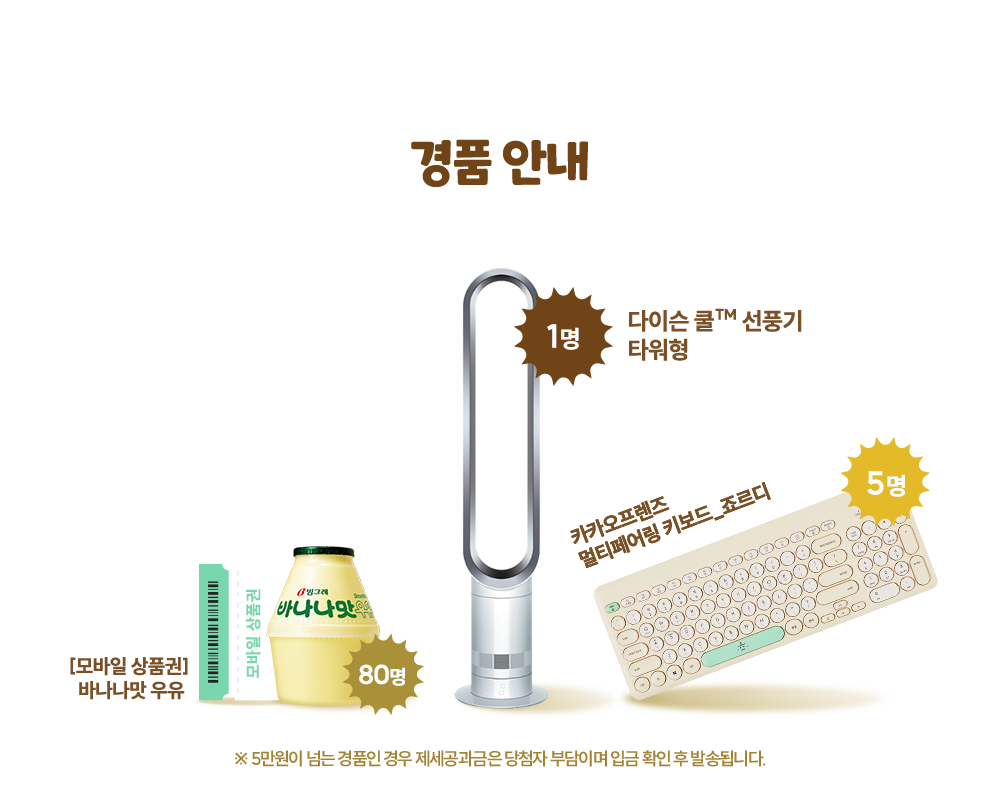 경품 안내
1명
다이슨 쿨™ 선풍기
타워형
5명
카카오프렌즈
멀티페어링 키보드_죠르디
[모바일 상품권]
바나나맛 우유
모바일 상품권
빙그레
바나나맛우유
80명
※ 5만원이 넘는 경품인 경우 제세공과금은 당첨자 부담이며 입금 확인 후 발송됩니다.